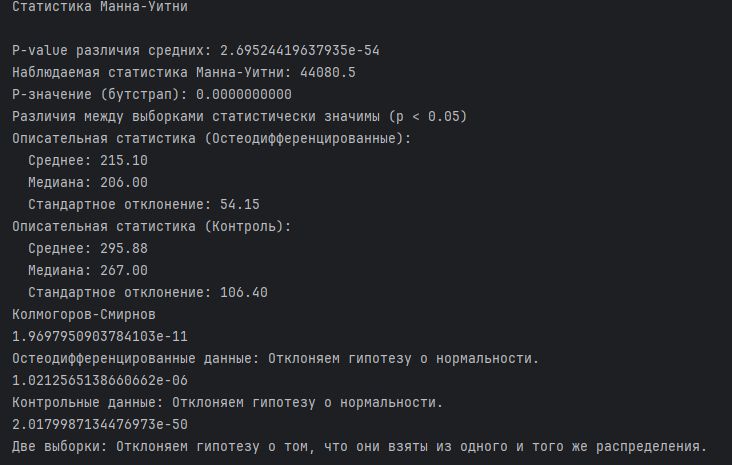 Статистика Манна-Уитни
P-value различия средних: 2.69524419637935e-54
Наблюдаемая статистика Манна-Уитни: 44080.5
P-значение (бутстрап): 0.0000000000
Различия между выборками статистически значимы (p < 0.05)
Описательная статистика (Остеодифференцированные):
Среднее: 215.10
Медиана: 206.00
Стандартное отклонение: 54.15
Описательная статистика (Контроль):
Среднее: 295.88
Медиана: 267.00
Стандартное отклонение: 106.40
Колмогоров-Смирнов
1.9697950903784103e-11
Остеодифференцированные данные: Отклоняем гипотезу о нормальности.
1.0212565138660662e-06
Контрольные данные: Отклоняем гипотезу о нормальности.
2.0179987134476973e-50
Две выборки: Отклоняем гипотезу о том, что они взяты из одного и того же распределения.